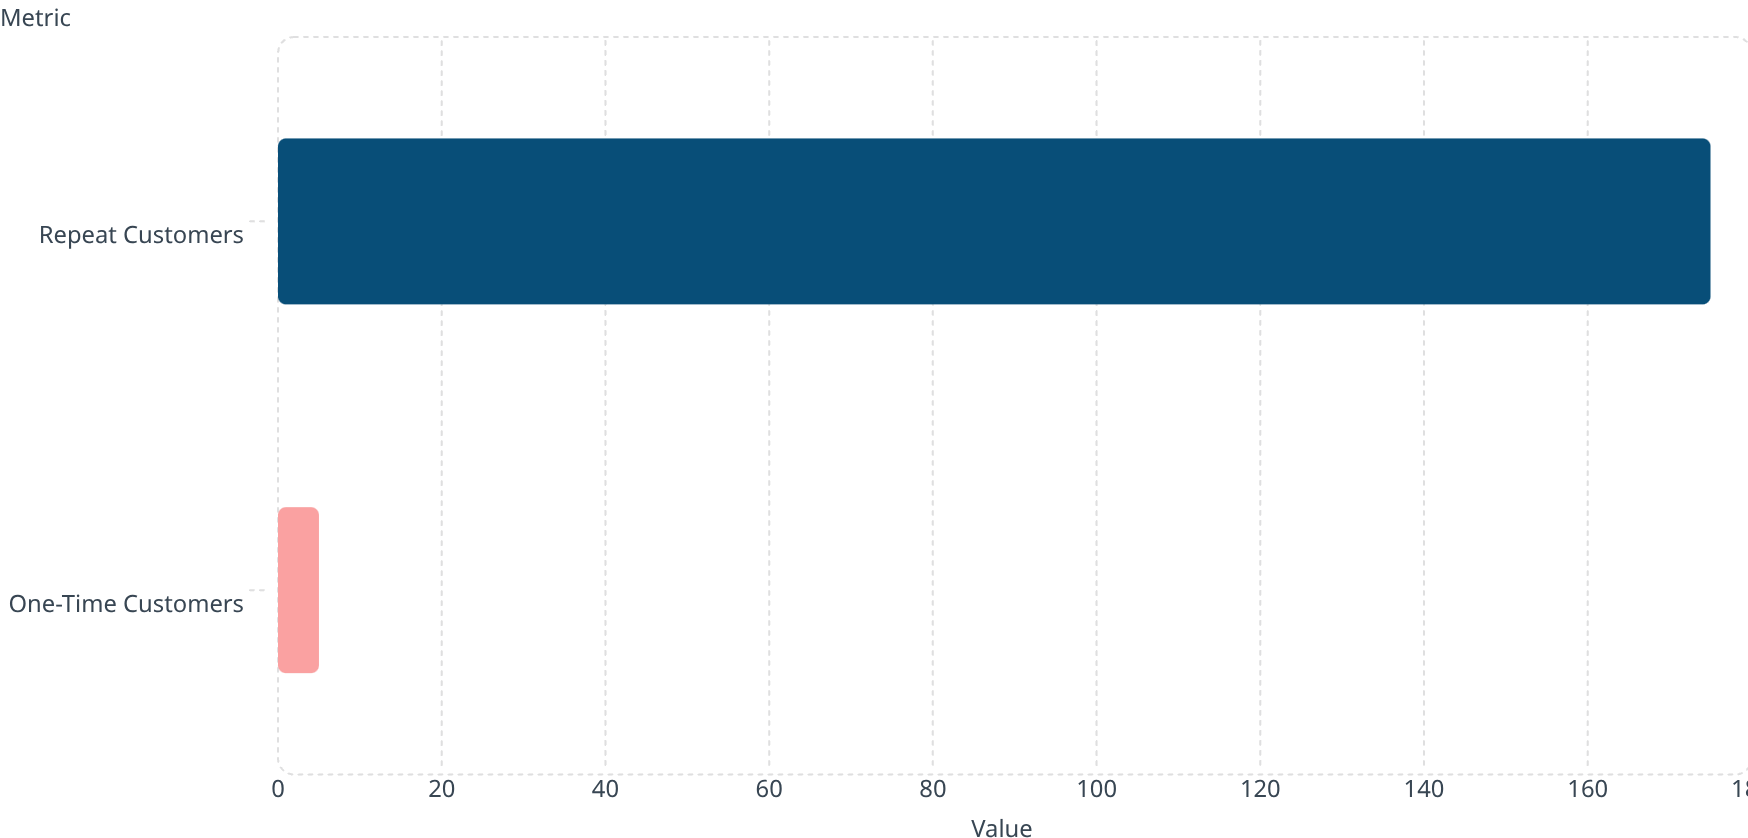 Metric
Repeat Customers
One-Time Customers
0 20 40 60 80 100 120 140 160
Value